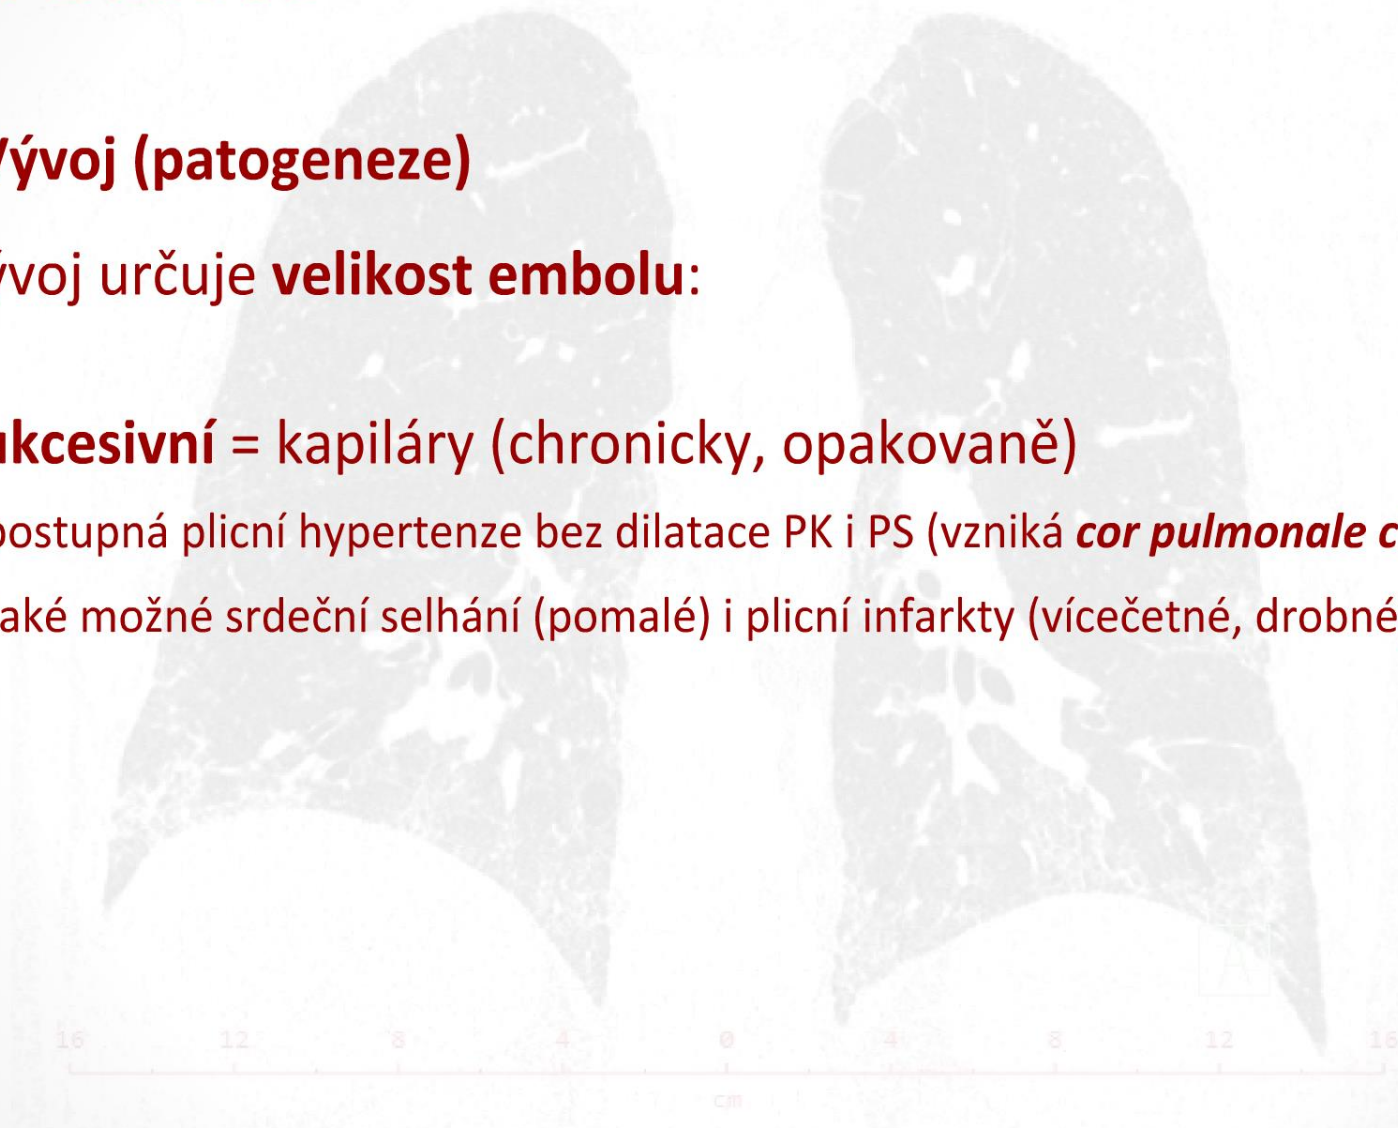 Vývoj (patogeneze)
ývoj určuje velikost embolu:
ukcesivní = kapiláry (chronicky, opakovaně)
postupná plicní hypertenze bez dilatace PK i PS (vzniká cor pulmonale c
aké možné srdeční selhání (pomalé) i plicní infarkty (vícečetné, drobné
A
16 12 8 4 0 4 8 12 16
cm